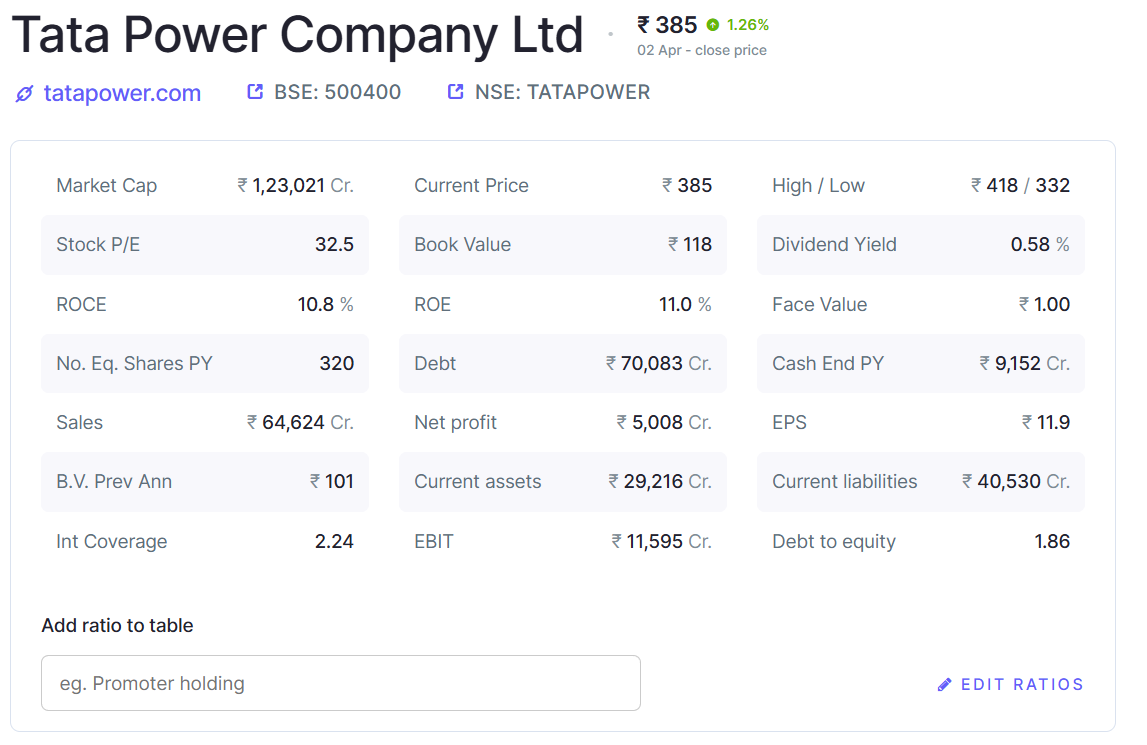 Tata Power Company Ltd · ₹ 385 1.26%
02 Apr - close price
tatapower.com BSE: 500400 NSE: TATAPOWER
Market Cap ₹ 1,23,021 Cr. Current Price ₹ 385 High / Low ₹ 418 / 332
Stock P/E 32.5 Book Value ₹ 118 Dividend Yield 0.58 %
ROCE 10.8 % ROE 11.0 % Face Value ₹ 1.00
No. Eq. Shares PY 320 Debt ₹ 70,083 Cr. Cash End PY ₹ 9,152 Cr.
Sales ₹ 64,624 Cr. Net profit ₹ 5,008 Cr. EPS ₹ 11.9
B.V. Prev Ann ₹ 101 Current assets ₹ 29,216 Cr. Current liabilities ₹ 40,530 Cr.
Int Coverage 2.24 EBIT ₹ 11,595 Cr. Debt to equity 1.86
Add ratio to table
eg. Promoter holding EDIT RATIOS